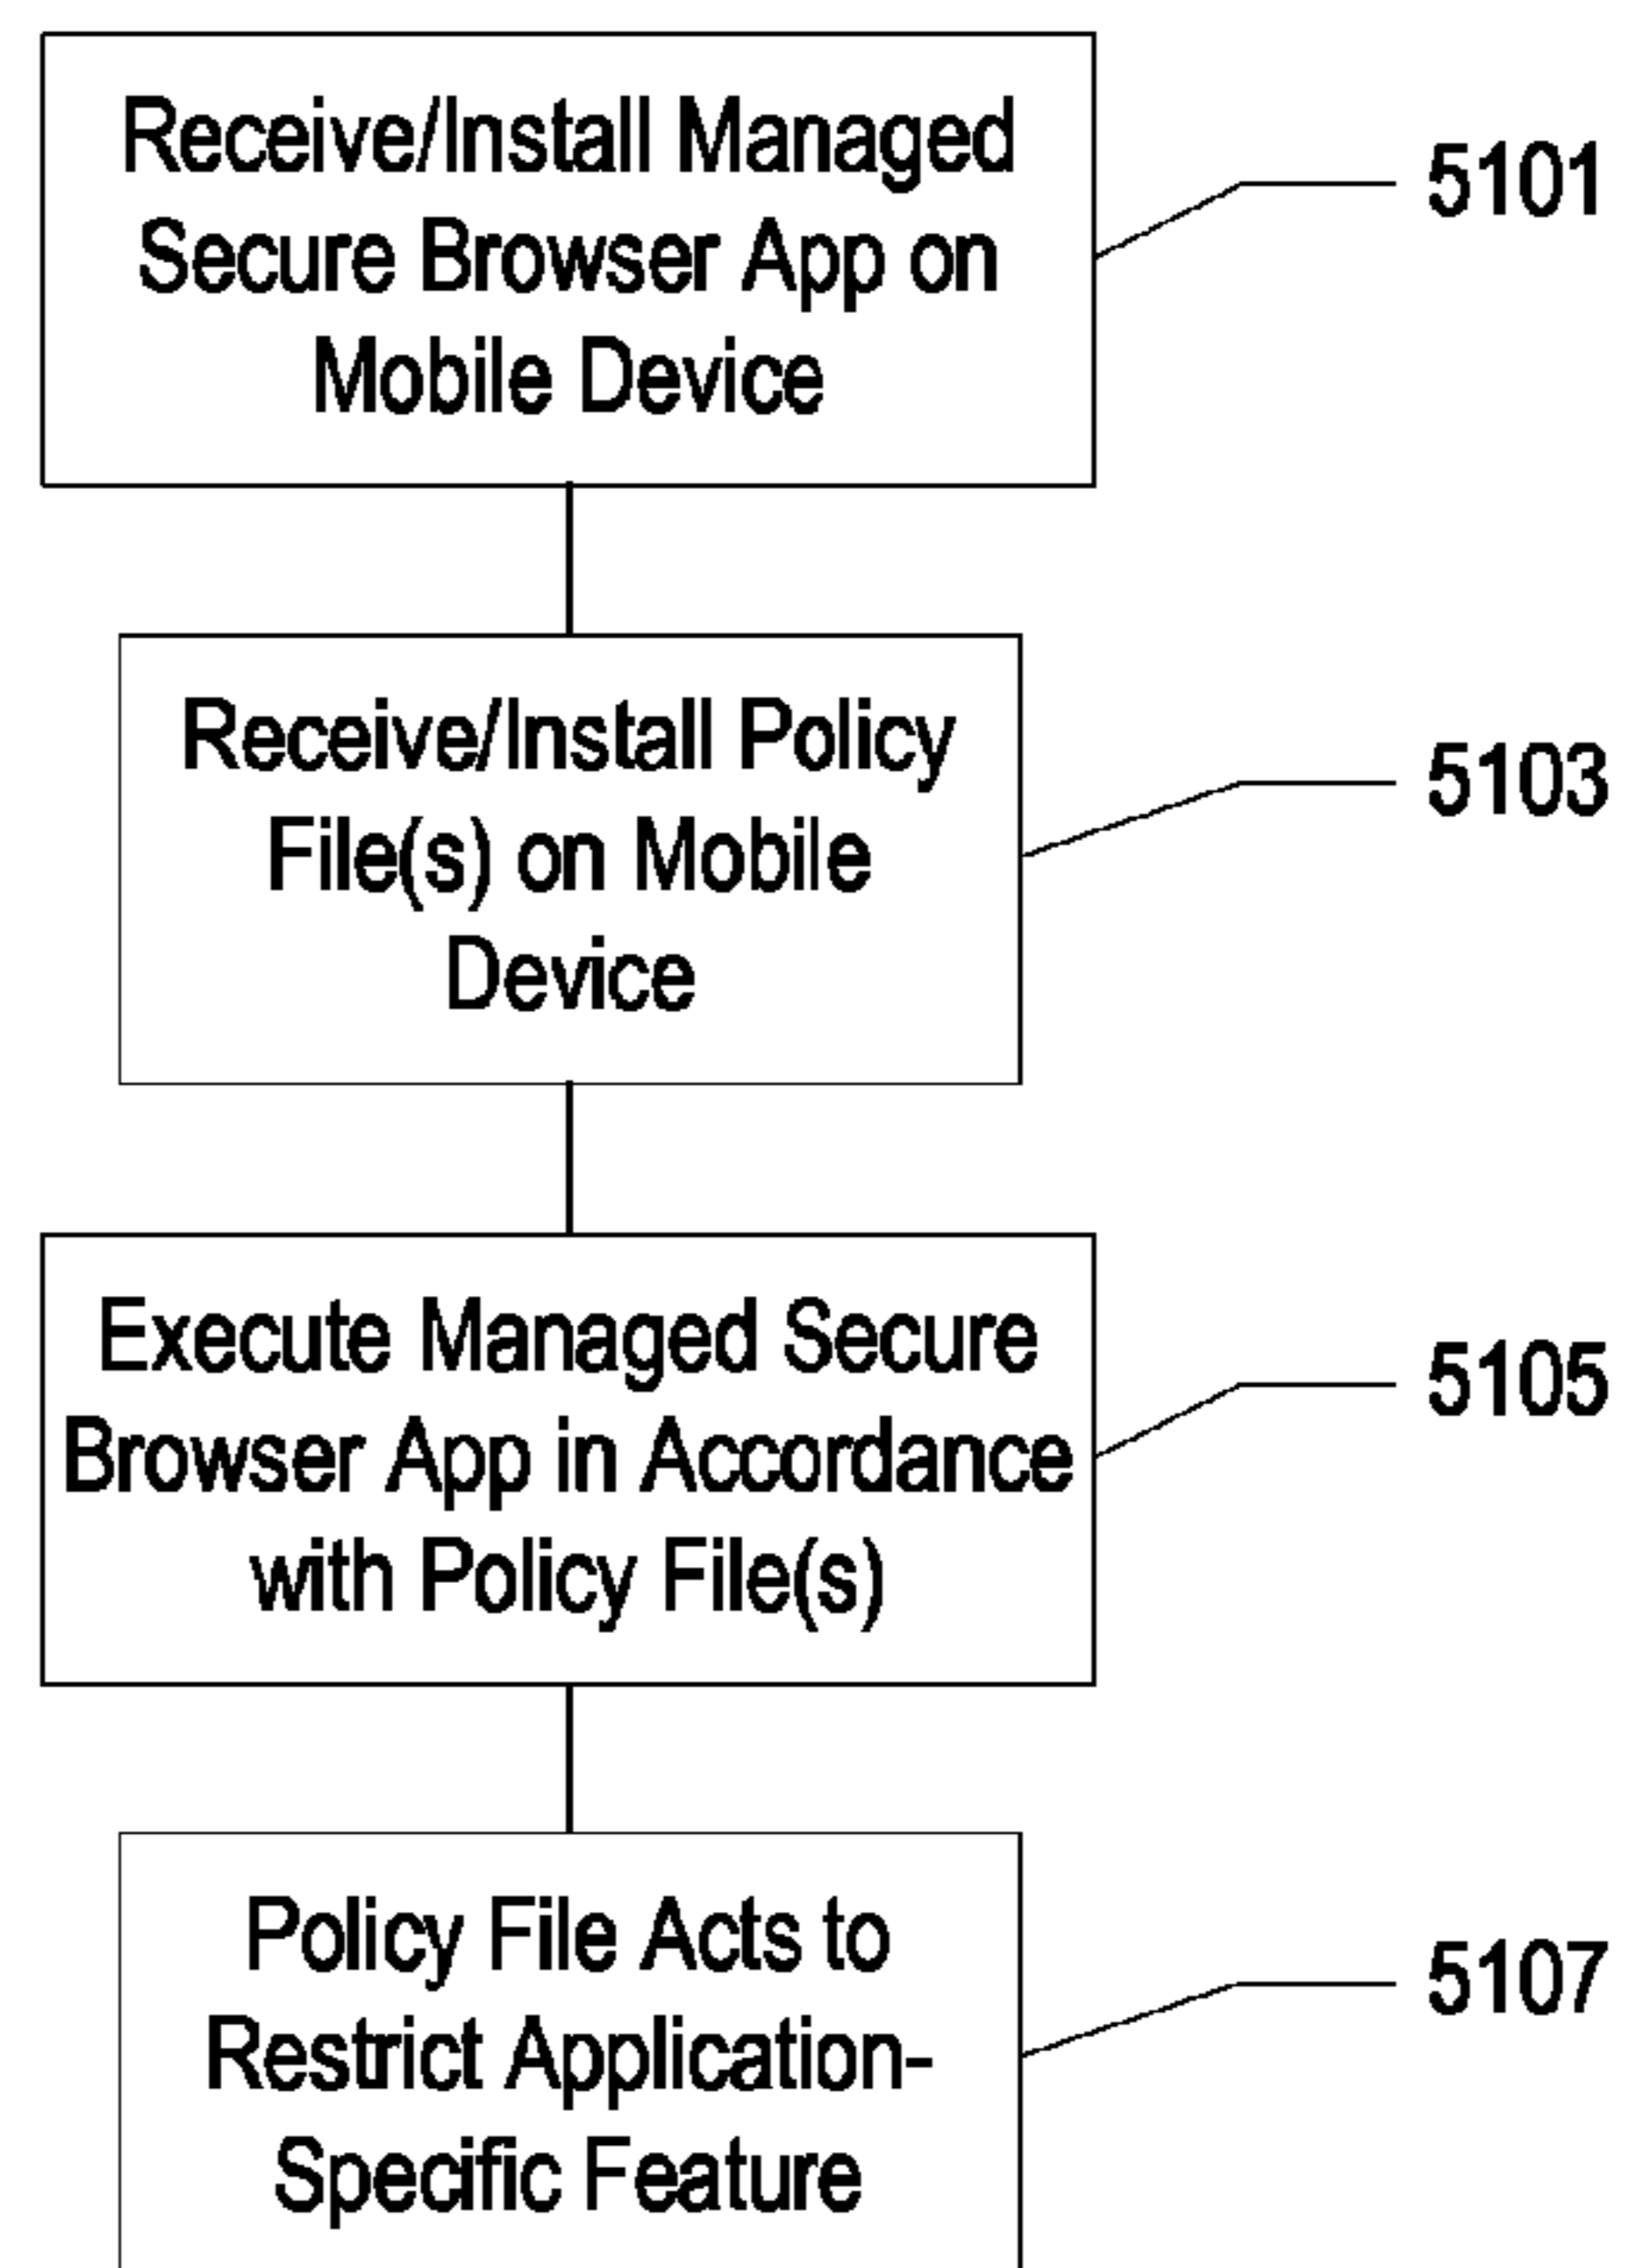 Receive/Install Managed
Secure Browser App on
Mobile Device
5101
Receive/Install Policy
File(s) on Mobile
Device
5103
Execute Managed Secure
Browser App in Accordance
with Policy File(s)
5105
Policy File Acts to
Restrict Application-
Specific Feature
5107